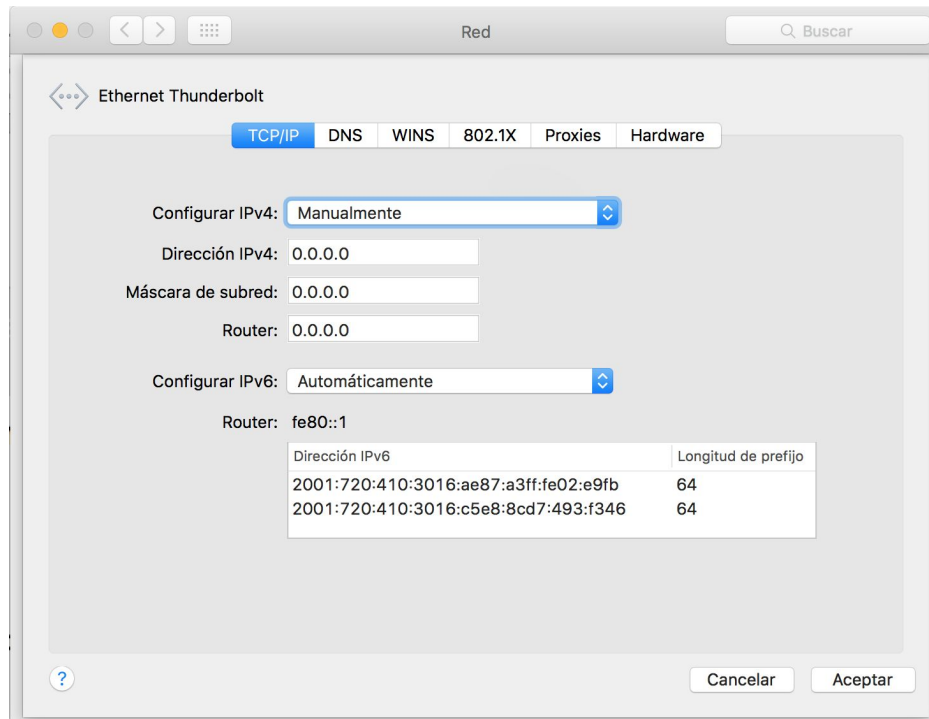 Red
Buscar
Ethernet Thunderbolt
TCP/IP DNS WINS 802.1X Proxies Hardware
Configurar IPv4: Manualmente
Dirección IPv4: 0.0.0.0
Máscara de subred: 0.0.0.0
Router: 0.0.0.0
Configurar IPv6: Automáticamente
Router: fe80::1
Dirección IPv6 Longitud de prefijo
2001:720:410:3016:ae87:a3ff:fe02:e9fb 64
2001:720:410:3016:c5e8:8cd7:493:f346 64
? Cancelar Aceptar